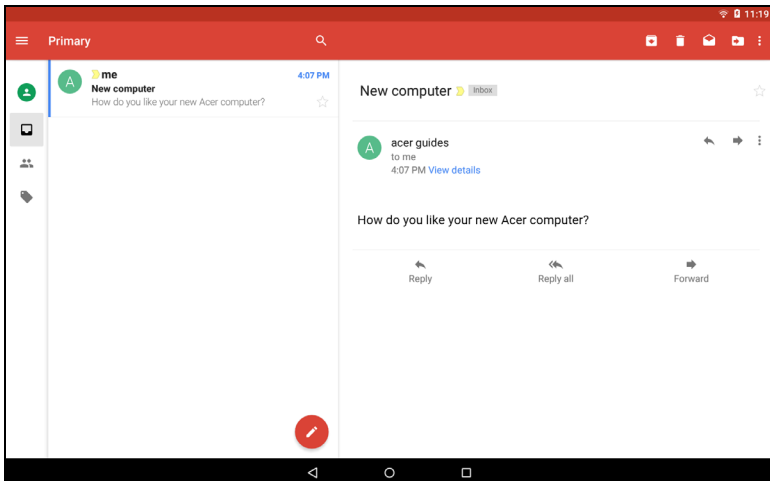 11:19
Primary
me
4:07 PM
New computer
How do you like your new Acer computer?
New computer Inbox
A
A
acer guides
to me
4:07 PM View details
How do you like your new Acer computer?
Reply
Reply all
Forward